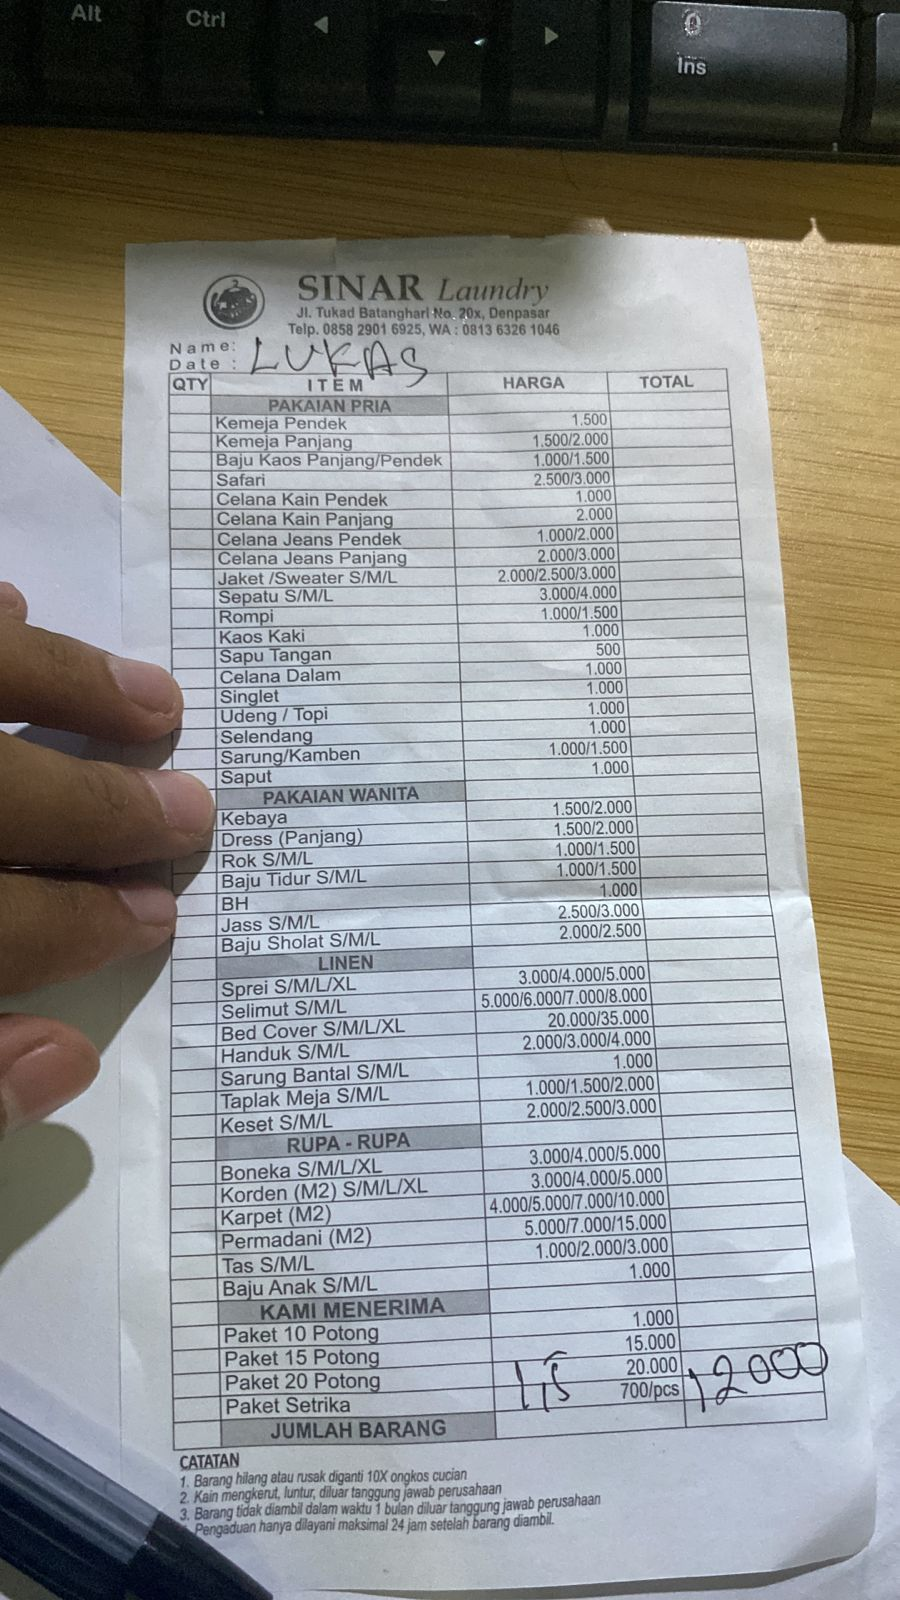 Alt
Ctrl
Ins
SINAR Laundry
Jl. Tukad Batanghari No. 20x, Denpasar
Telp. 0858 2901 6925, WA : 0813 6326 1046
Name: LUKAS
Date :
QTY ITEM HARGA TOTAL
PAKAIAN PRIA
Kemeja Pendek 1.500
Kemeja Panjang 1.500/2.000
Baju Kaos Panjang/Pendek 1.000/1.500
Safari 2.500/3.000
Celana Kain Pendek 1.000
Celana Kain Panjang 2.000
Celana Jeans Pendek 1.000/2.000
Celana Jeans Panjang 2.000/3.000
Jaket /Sweater S/M/L 2.000/2.500/3.000
Sepatu S/M/L 3.000/4.000
Rompi 1.000/1.500
Kaos Kaki 1.000
Sapu Tangan 500
Celana Dalam 1.000
Singlet 1.000
Udeng / Topi 1.000
Selendang 1.000
Sarung/Kamben 1.000/1.500
Saput 1.000
PAKAIAN WANITA
Kebaya 1.500/2.000
Dress (Panjang) 1.500/2.000
Rok S/M/L 1.000/1.500
Baju Tidur S/M/L 1.000/1.500
BH 1.000
Jass S/M/L 2.500/3.000
Baju Sholat S/M/L 2.000/2.500
LINEN
Sprei S/M/L/XL 3.000/4.000/5.000
Selimut S/M/L 5.000/6.000/7.000/8.000
Bed Cover S/M/L/XL 20.000/35.000
Handuk S/M/L 2.000/3.000/4.000
Sarung Bantal S/M/L 1.000
Taplak Meja S/M/L 1.000/1.500/2.000
Keset S/M/L 2.000/2.500/3.000
RUPA - RUPA
Boneka S/M/L/XL 3.000/4.000/5.000
Korden (M2) S/M/L/XL 3.000/4.000/5.000
Karpet (M2) 4.000/5.000/7.000/10.000
Permadani (M2) 5.000/7.000/15.000
Tas S/M/L 1.000/2.000/3.000
Baju Anak S/M/L 1.000
KAMI MENERIMA
Paket 10 Potong 1.000
Paket 15 Potong 15.000
Paket 20 Potong 20.000
Paket Setrika 1,5 700/pcs 12000
JUMLAH BARANG
CATATAN
1. Barang hilang atau rusak diganti 10X ongkos cucian
2. Kain mengkerut, luntur, diluar tanggung jawab perusahaan
3. Barang tidak diambil dalam waktu 1 bulan diluar tanggung jawab perusahaan
Pengaduan hanya dilayani maksimal 24 jam setelah barang diambil.